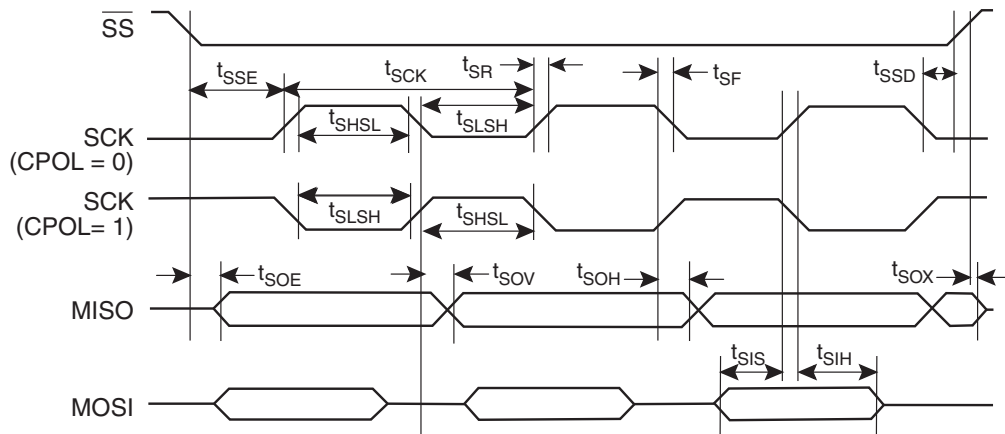 SS
tSSE
tSCK
tSR
tSF
tSSD
tSHSL
tSLSH
SCK
(CPOL = 0)
SCK
(CPOL= 1)
tSLSH
tSHSL
tSOE
tSOV
tSOH
tSOX
MISO
tSIS
tSIH
MOSI